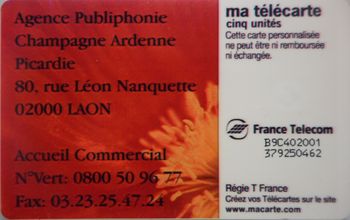 Agence Publiphonie
Champagne Ardenne
Picardie
80, rue Léon Nanquette
02000 LAON
Accueil Commercial
N°Vert: 0800 50 96 77
Fax: 03.23.25.47.24
ma télécarte
cinq unités
Cette carte personnalisée
ne peut être ni remboursée
ni échangée.
France Telecom
B9C402001
379250462
Régie T France
Créez vos Télécartes sur le site
www.macarte.com